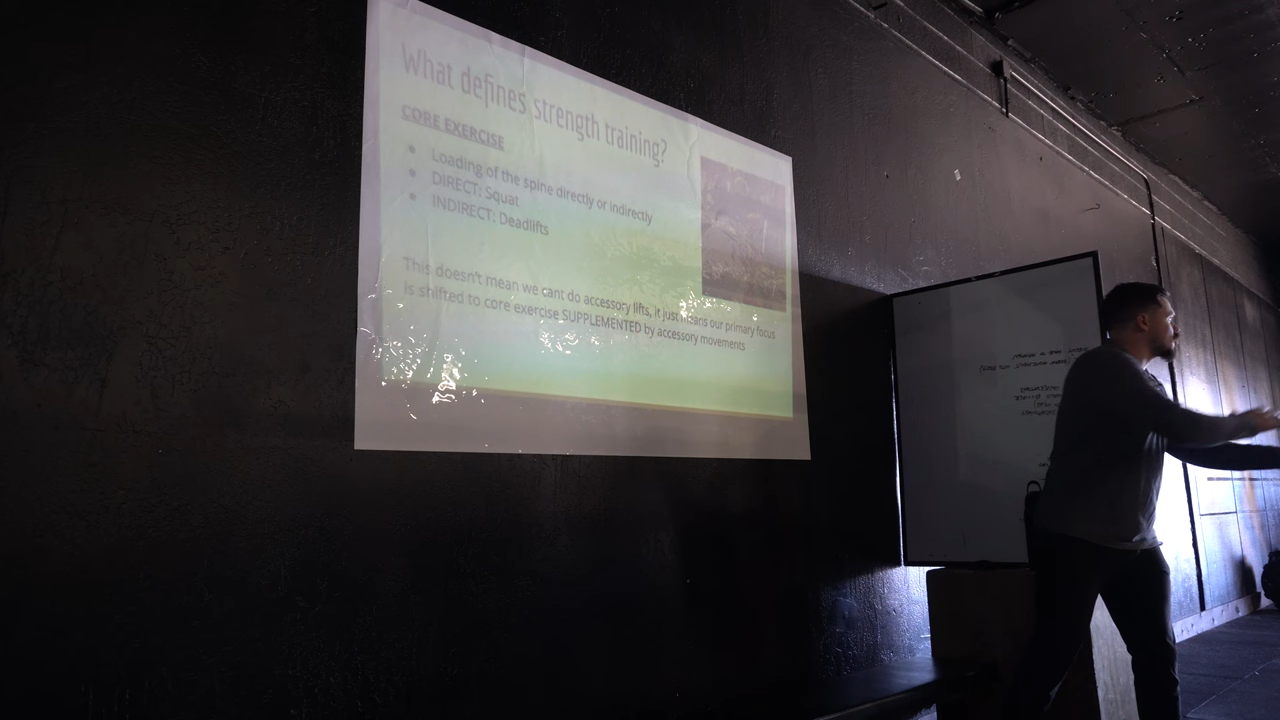 What defines strength training?
CORE EXERCISE
● Loading of the spine directly or indirectly
● DIRECT: Squat
● INDIRECT: Deadlifts
This doesn't mean we cant do accessory lifts, it just means our primary focus
is shifted to core exercise SUPPLEMENTED by accessory movements